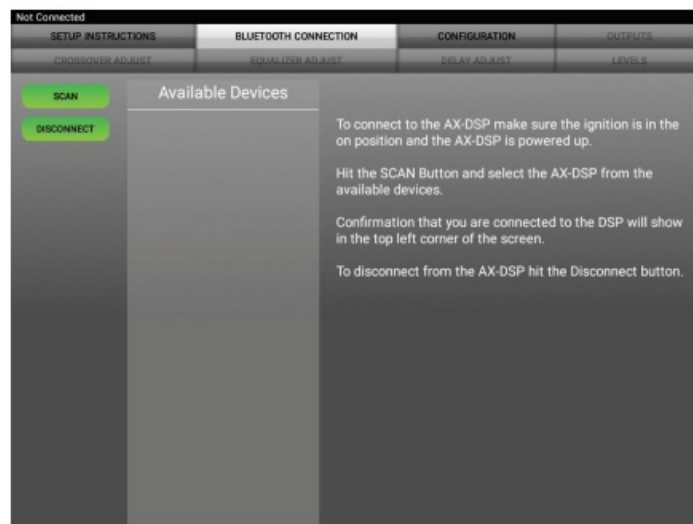 Not Connected
SETUP INSTRUCTIONS BLUETOOTH CONNECTION CONFIGURATION OUTPUTS
CROSSOVER ADJUST EQUALIZER ADJUST DELAY ADJUST LEVELS
SCAN
DISCONNECT
Available Devices
To connect to the AX-DSP make sure the ignition is in the
on position and the AX-DSP is powered up.
Hit the SCAN Button and select the AX-DSP from the
available devices.
Confirmation that you are connected to the DSP will show
in the top left corner of the screen.
To disconnect from the AX-DSP hit the Disconnect button.